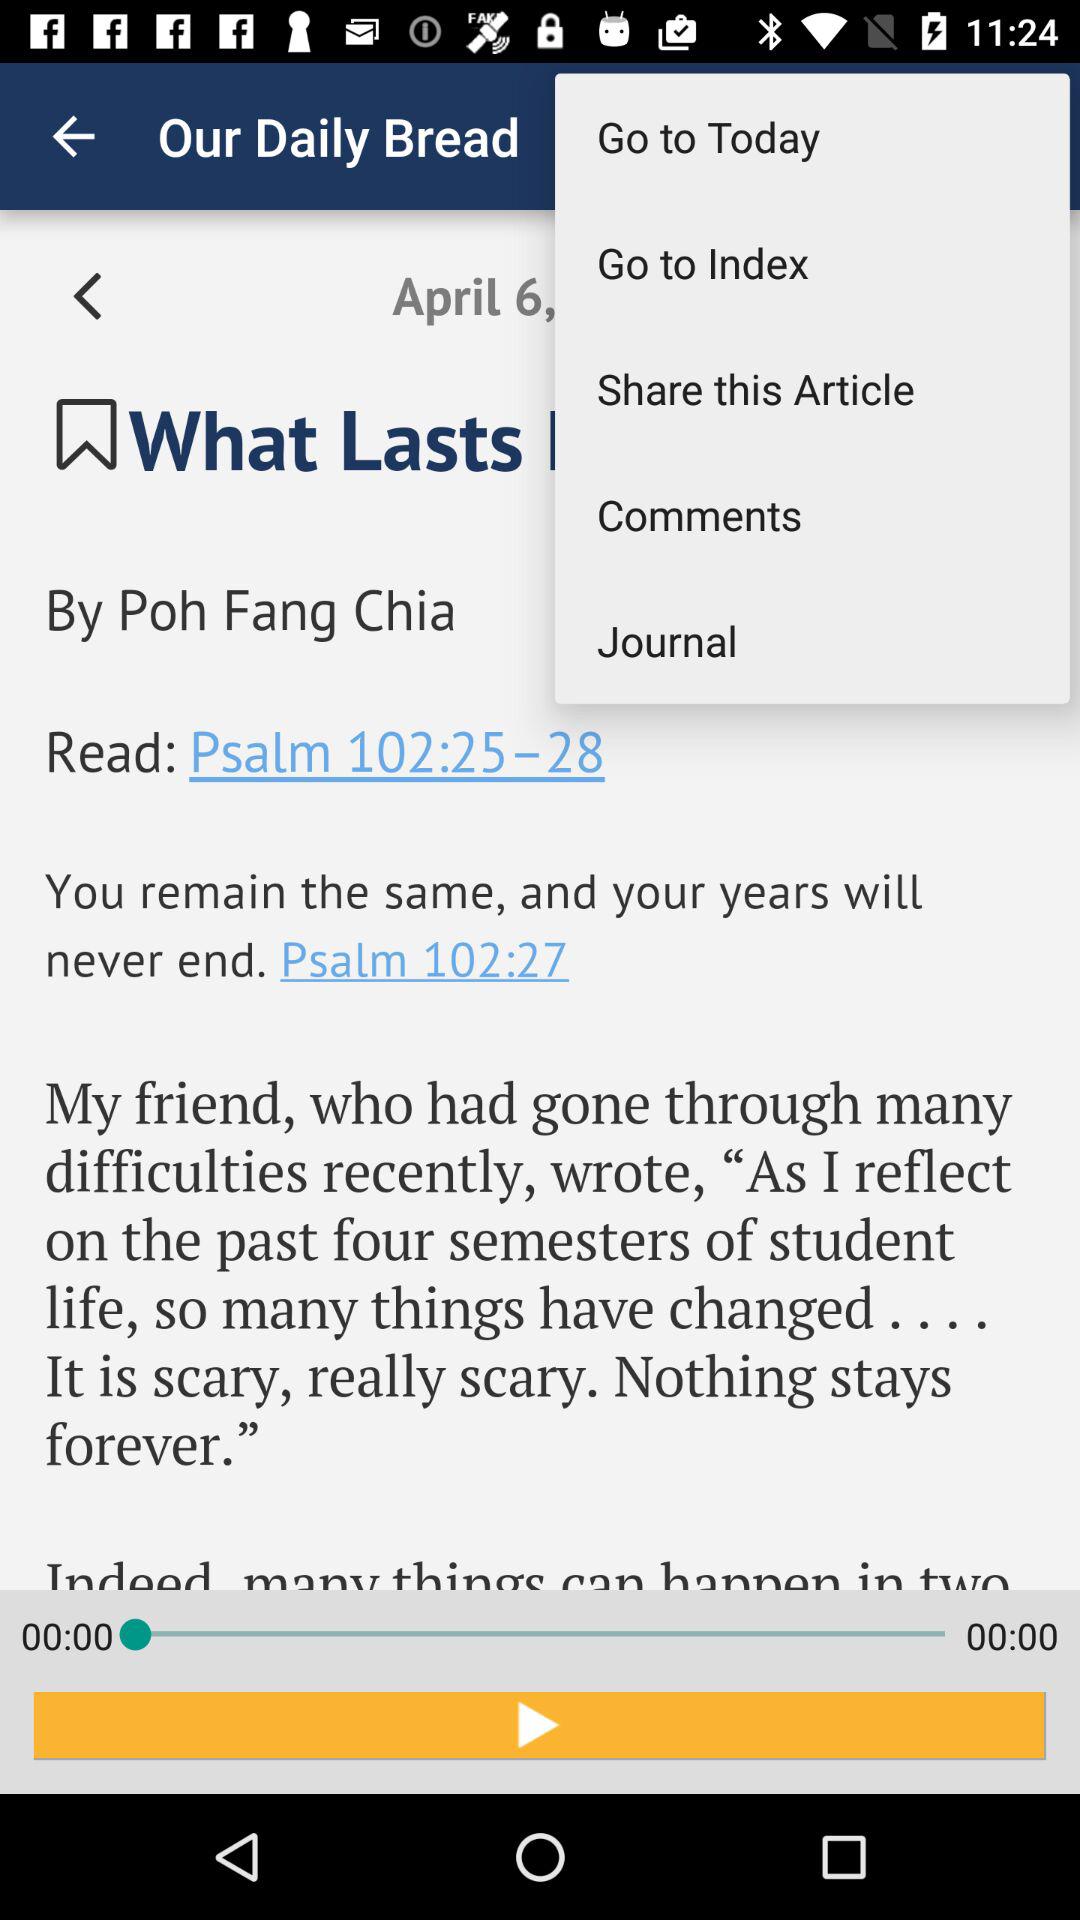 FAKE
11:24
Our Daily Bread
Go to Today
Go to Index
Share this Article
Comments
Journal
April 6,
What Lasts
By Poh Fang Chia
Read: Psalm 102:25–28
You remain the same, and your years will
never end. Psalm 102:27
My friend, who had gone through many
difficulties recently, wrote, “As I reflect
on the past four semesters of student
life, so many things have changed . . . .
It is scary, really scary. Nothing stays
forever.”
Indeed, many things can happen in two
00:00
00:00